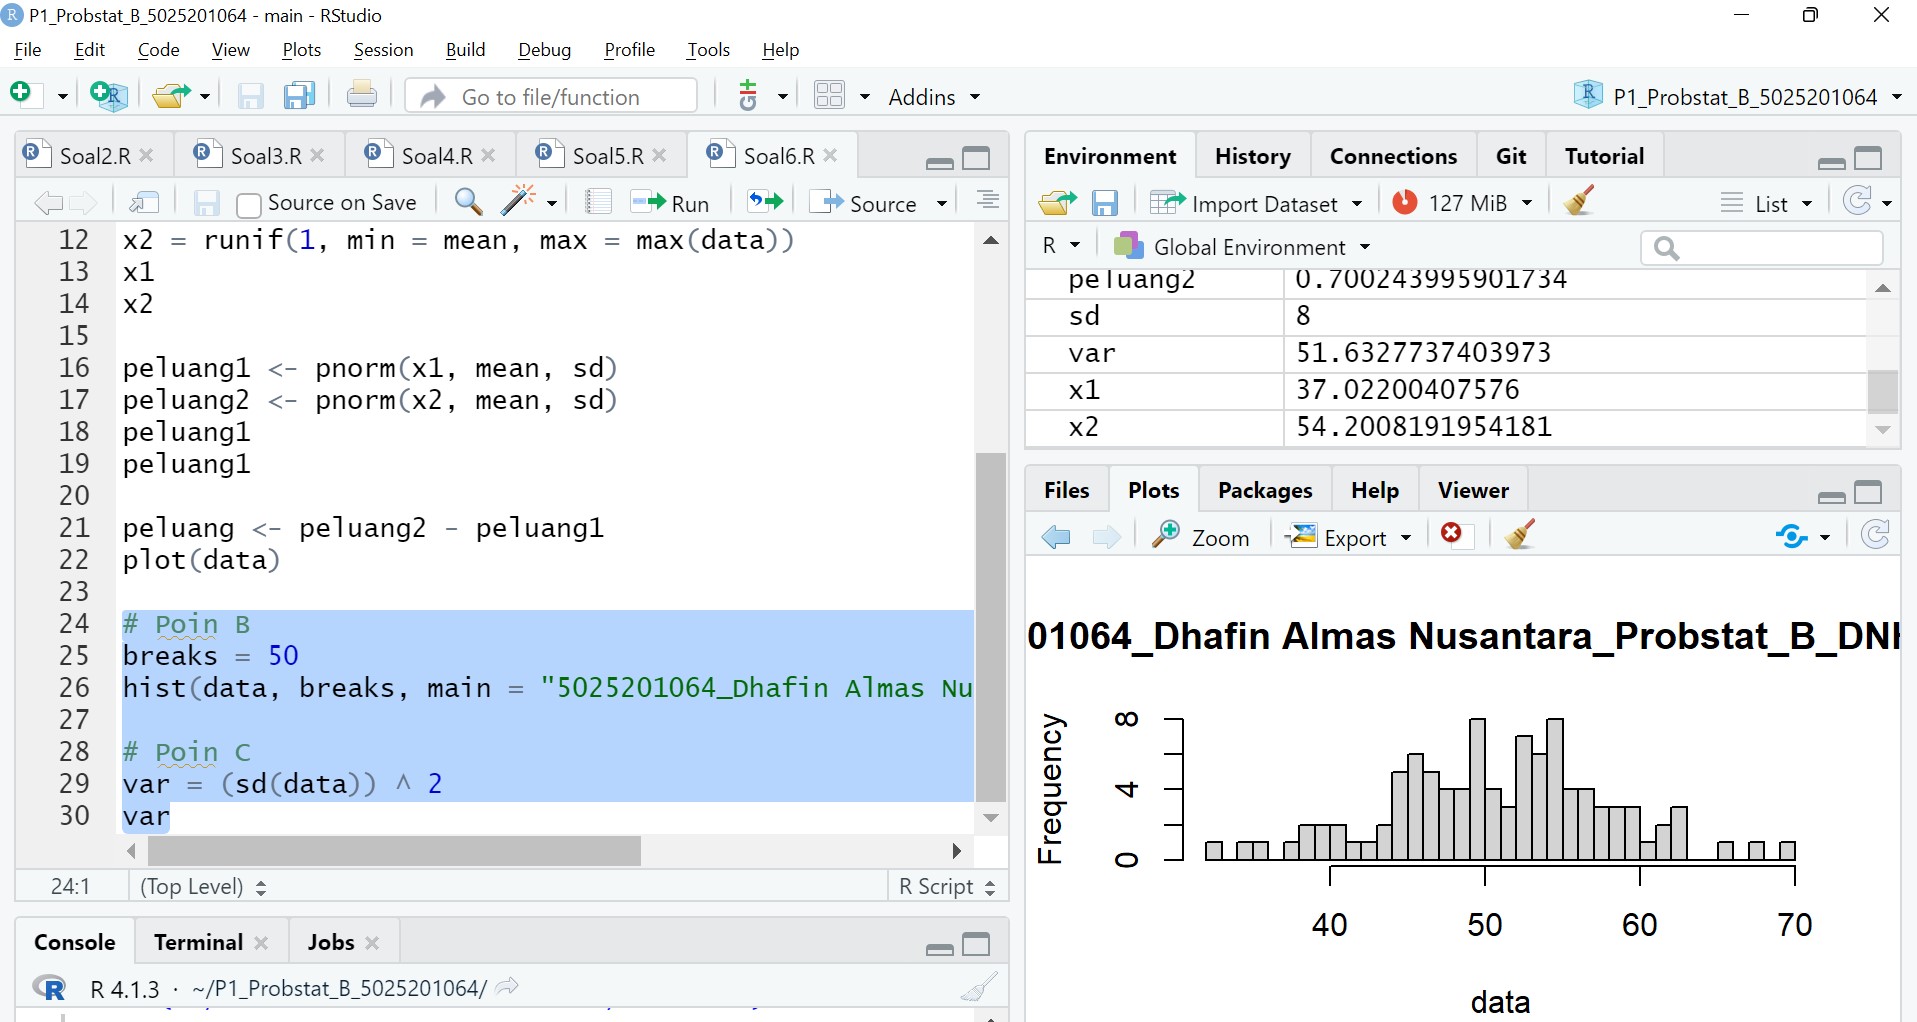 P1_Probstat_B_5025201064 - main - RStudio
File Edit Code View Plots Session Build Debug Profile Tools Help
Go to file/function Addins P1_Probstat_B_5025201064
Soal2.R Soal3.R Soal4.R Soal5.R Soal6.R
Source on Save Run Source
12 x2 = runif(1, min = mean, max = max(data))
13 x1
14 x2
15
16 peluang1 <- pnorm(x1, mean, sd)
17 peluang2 <- pnorm(x2, mean, sd)
18 peluang1
19 peluang1
20
21 peluang <- peluang2 - peluang1
22 plot(data)
23
24 # Poin B
25 breaks = 50
26 hist(data, breaks, main = "5025201064_Dhafin Almas Nu
27
28 # Poin C
29 var = (sd(data)) ^ 2
30 var
24:1 (Top Level) R Script
Console Terminal Jobs
R 4.1.3 · ~/P1_Probstat_B_5025201064/
Environment History Connections Git Tutorial
Import Dataset 127 MiB List
R Global Environment
peluang2 0.700243995901734
sd 8
var 51.6327737403973
x1 37.02200407576
x2 54.2008191954181
Files Plots Packages Help Viewer
Zoom Export
01064_Dhafin Almas Nusantara_Probstat_B_DNH
Frequency
0 4 8
40 50 60 70
data